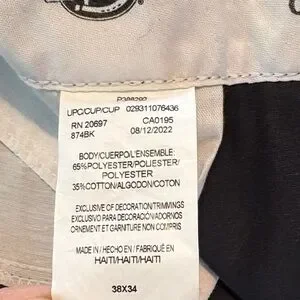 P388292
UPC/CUP/CUP 029311076436
RN 20697 CA0195
874BK 08/12/2022
BODY/CUERPO/L'ENSEMBLE:
65%POLYESTER/POLIESTER/
POLYESTER
35%COTTON/ALGODON/COTON
EXCLUSIVE OF DECORATION/TRIMMINGS
EXCLUSIVO PARA DECORACIÓN/ADORNOS
ORNEMENT ET GARNITURE NON COMPRIS
MADE IN / HECHO EN / FABRIQUÉ EN
HAITI/HAITI/HAITI
38X34